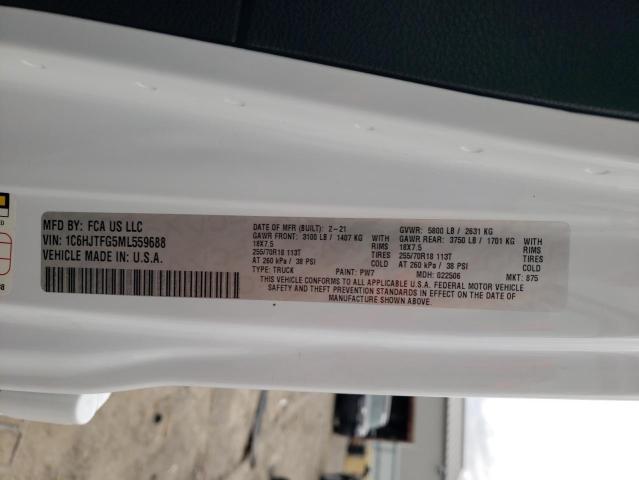 MFD BY: FCA US LLC
VIN: 1C6HJTFG5ML559688
VEHICLE MADE IN: U.S.A.
DATE OF MFR (BUILT): 2-21
GAWR FRONT: 3100 LB / 1407 KG WITH
18X7.5 RIMS
255/70R18 113T TIRES
AT 260 kPa / 38 PSI COLD
GVWR: 5800 LB / 2631 KG
GAWR REAR: 3750 LB / 1701 KG WITH
18X7.5 RIMS
255/70R18 113T TIRES
AT 260 kPa / 38 PSI COLD
TYPE: TRUCK PAINT: PW7 MDH: 022506 MKT: 875
THIS VEHICLE CONFORMS TO ALL APPLICABLE U.S.A. FEDERAL MOTOR VEHICLE
SAFETY AND THEFT PREVENTION STANDARDS IN EFFECT ON THE DATE OF
MANUFACTURE SHOWN ABOVE.